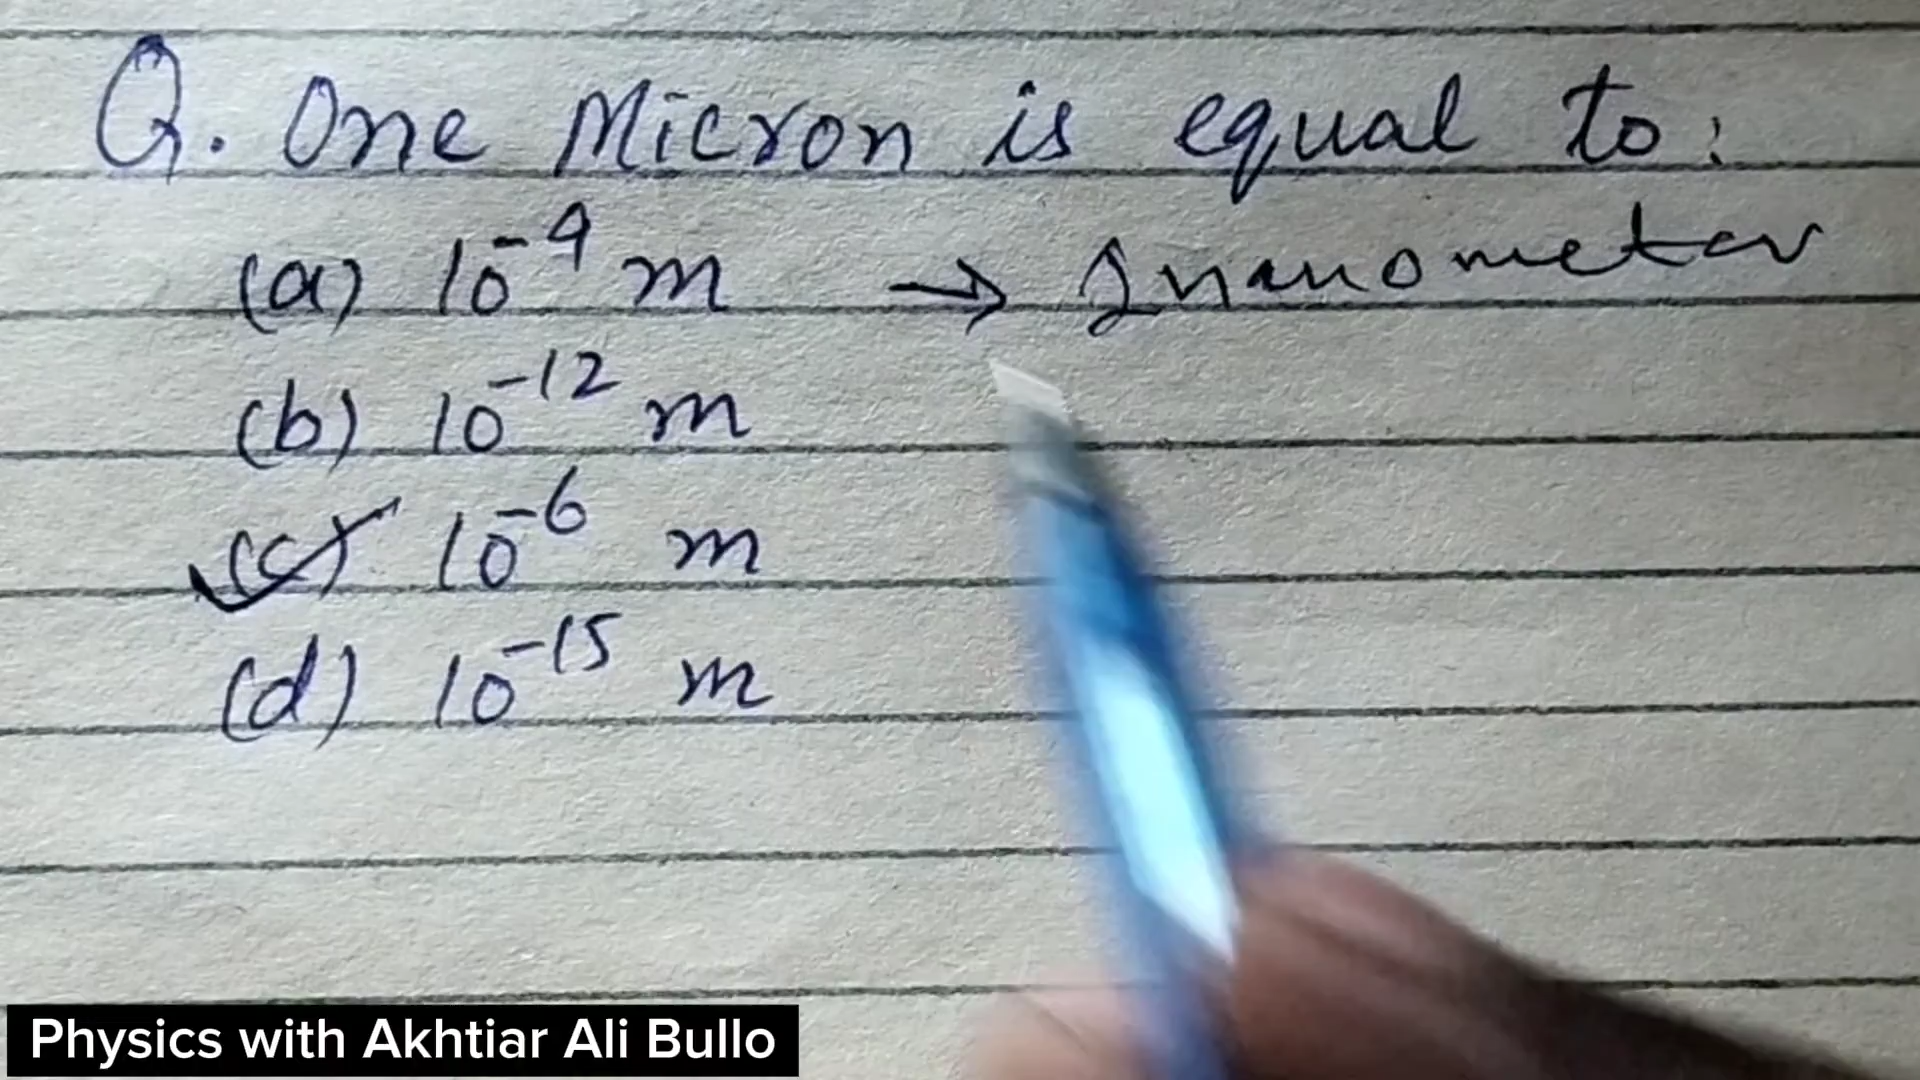 Q. One Micron is equal to:
(a) 10⁻⁹ m → 1 nanometer
(b) 10⁻¹² m
(c) 10⁻⁶ m
(d) 10⁻¹⁵ m
Physics with Akhtiar Ali Bullo